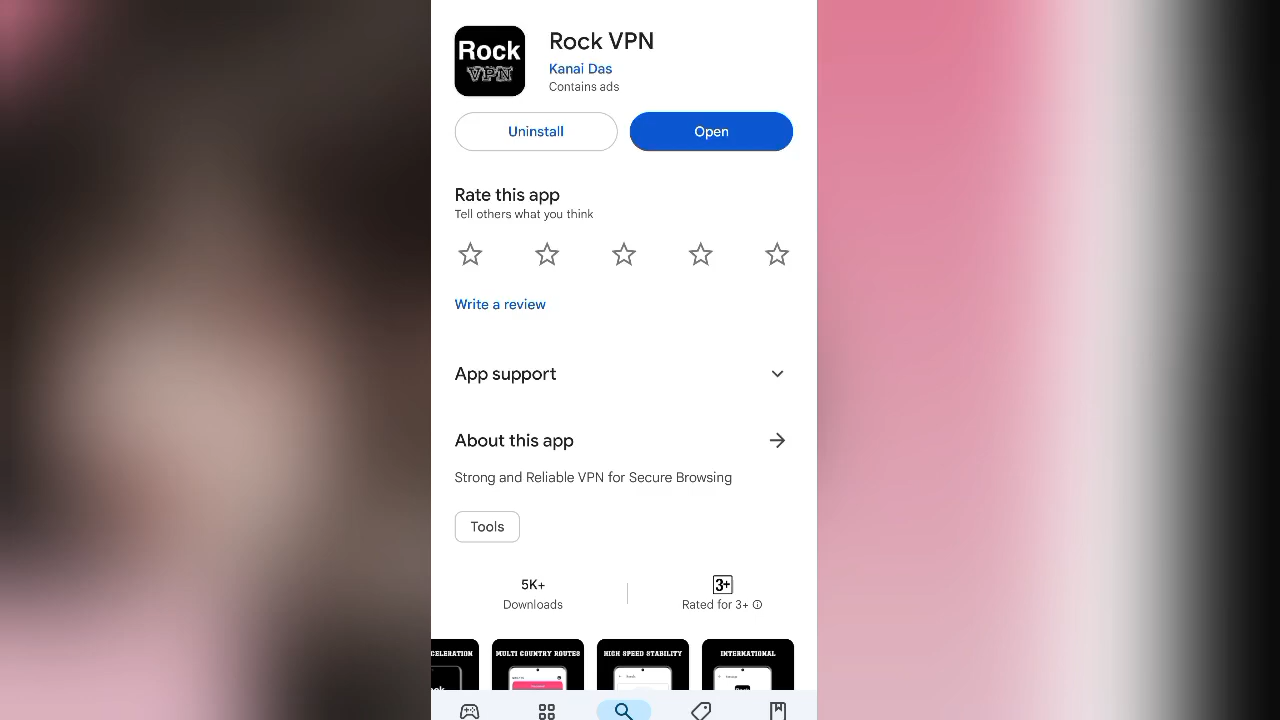 Rock
VPN
Rock VPN
Kanai Das
Contains ads
Uninstall
Open
Rate this app
Tell others what you think
Write a review
App support
About this app
Strong and Reliable VPN for Secure Browsing
Tools
5K+
Downloads
3+
Rated for 3+
CELERATION
MULTI COUNTRY ROUTES
HIGH SPEED STABILITY
INTERNATIONAL